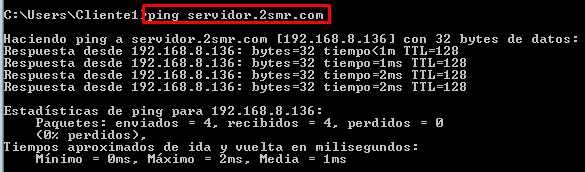 C:\Users\Cliente1>ping servidor.2smr.com
Haciendo ping a servidor.2smr.com [192.168.8.136] con 32 bytes de datos:
Respuesta desde 192.168.8.136: bytes=32 tiempo<1m TTL=128
Respuesta desde 192.168.8.136: bytes=32 tiempo=1ms TTL=128
Respuesta desde 192.168.8.136: bytes=32 tiempo=2ms TTL=128
Respuesta desde 192.168.8.136: bytes=32 tiempo=2ms TTL=128
Estadísticas de ping para 192.168.8.136:
Paquetes: enviados = 4, recibidos = 4, perdidos = 0
(0% perdidos),
Tiempos aproximados de ida y vuelta en milisegundos:
Mínimo = 0ms, Máximo = 2ms, Media = 1ms